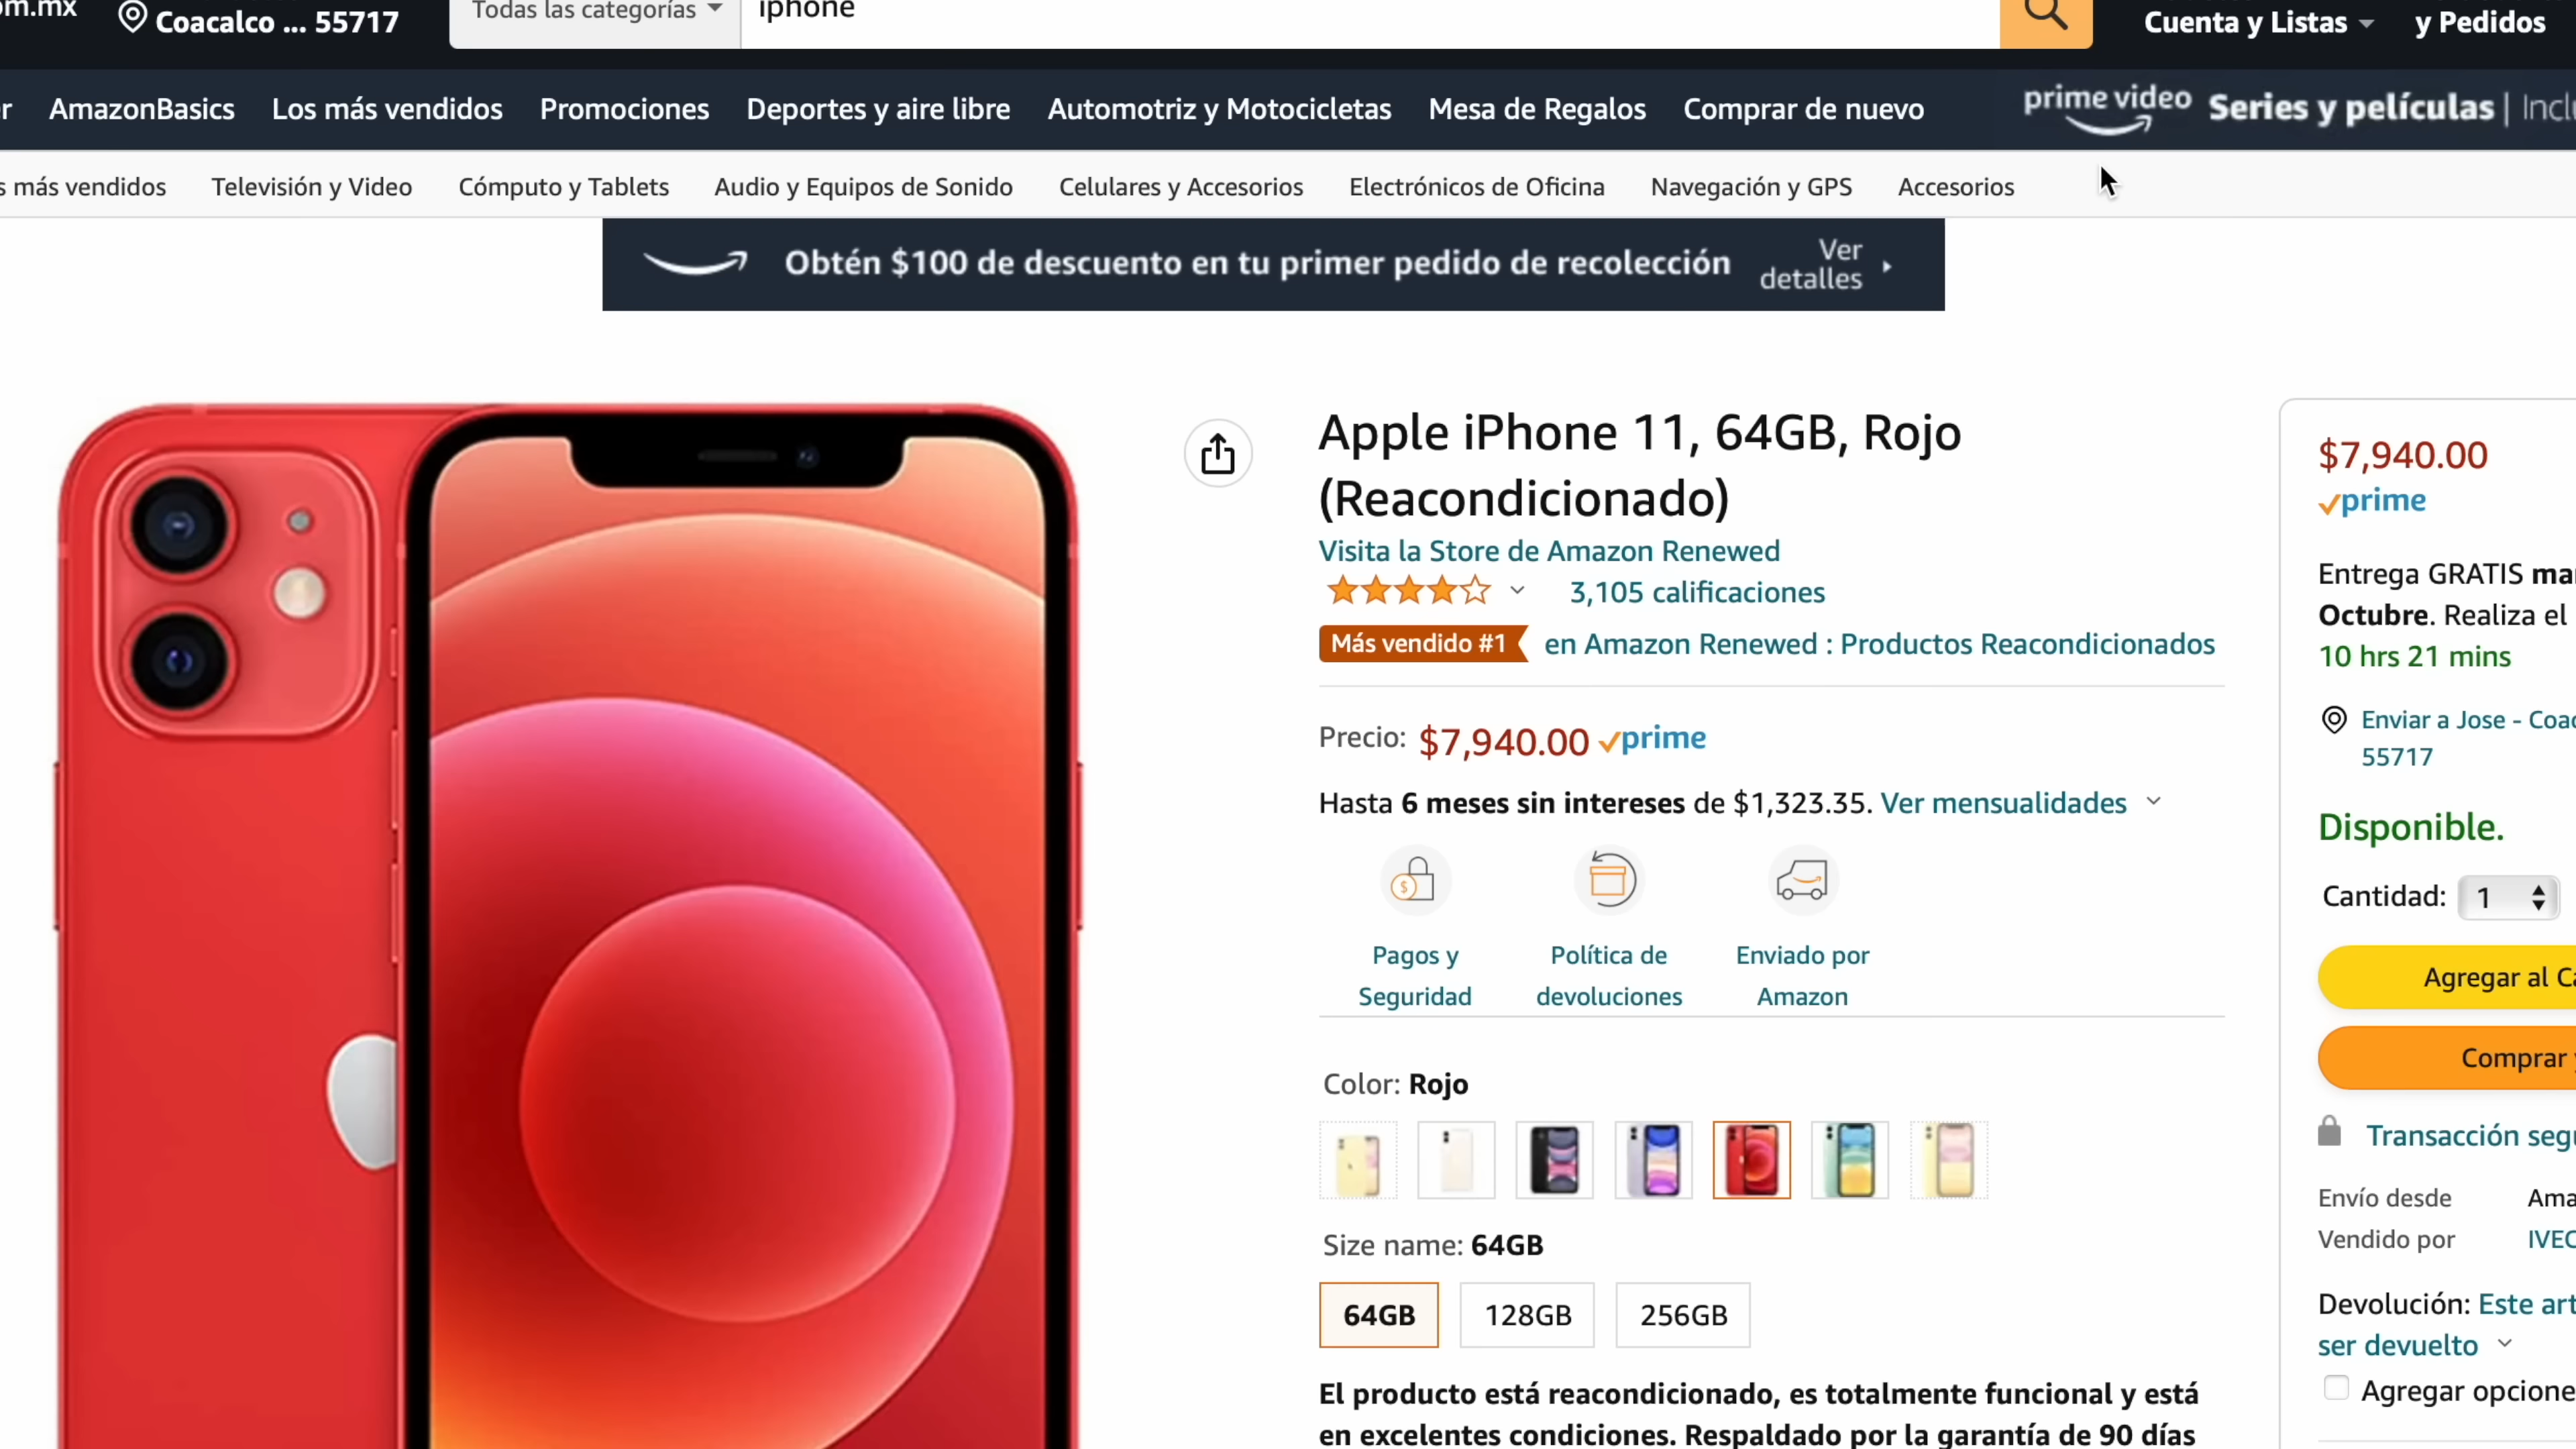 om.mx
Coacalco ... 55717
Todas las categorías
iphone
Cuenta y Listas
y Pedidos
r
AmazonBasics
Los más vendidos
Promociones
Deportes y aire libre
Automotriz y Motocicletas
Mesa de Regalos
Comprar de nuevo
prime video
Series y películas | Incl
s más vendidos
Televisión y Video
Cómputo y Tablets
Audio y Equipos de Sonido
Celulares y Accesorios
Electrónicos de Oficina
Navegación y GPS
Accesorios
Obtén $100 de descuento en tu primer pedido de recolección
Ver
detalles
Apple iPhone 11, 64GB, Rojo
(Reacondicionado)
Visita la Store de Amazon Renewed
3,105 calificaciones
Más vendido #1 en Amazon Renewed : Productos Reacondicionados
Precio: $7,940.00 prime
Hasta 6 meses sin intereses de $1,323.35. Ver mensualidades
Pagos y
Seguridad
Política de
devoluciones
Enviado por
Amazon
Color: Rojo
Size name: 64GB
64GB
128GB
256GB
El producto está reacondicionado, es totalmente funcional y está
en excelentes condiciones. Respaldado por la garantía de 90 días
$7,940.00
prime
Entrega GRATIS mar
Octubre. Realiza el
10 hrs 21 mins
Enviar a Jose - Coac
55717
Disponible.
Cantidad: 1
Agregar al Ca
Comprar
Transacción segu
Envío desde Ama
Vendido por IVEC
Devolución: Este art
ser devuelto
Agregar opcione